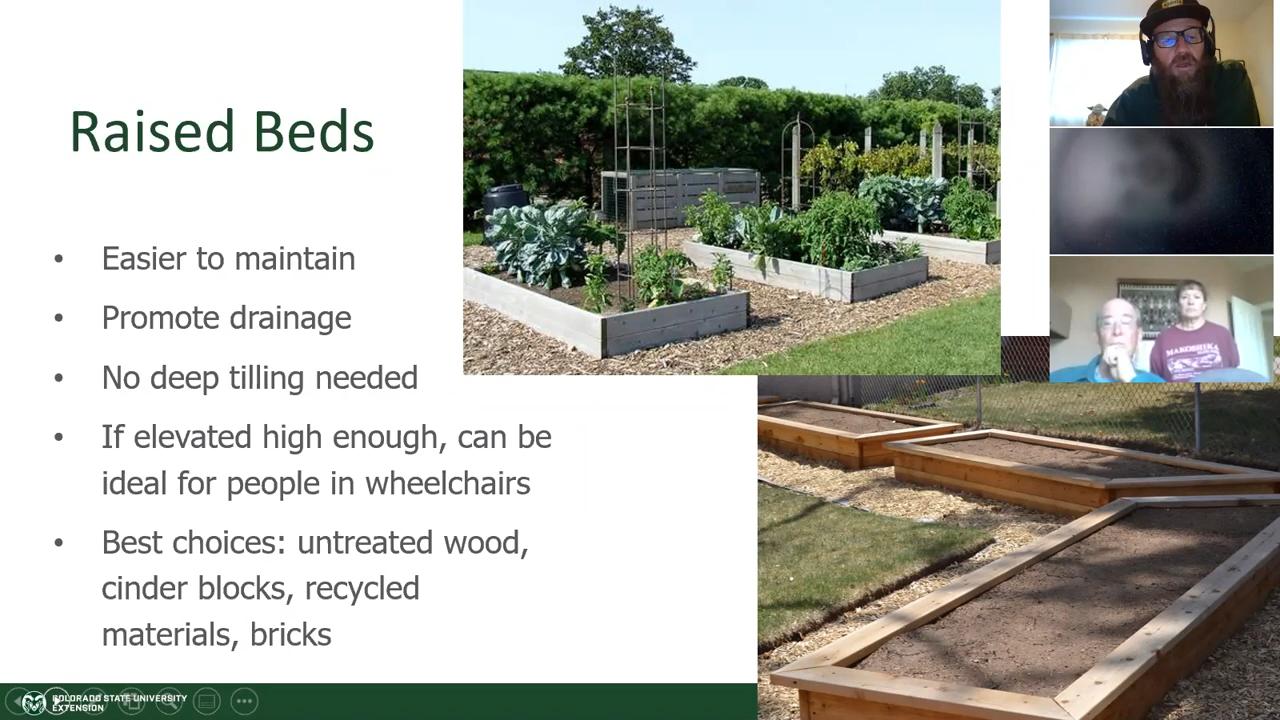 Raised Beds
• Easier to maintain
• Promote drainage
• No deep tilling needed
• If elevated high enough, can be
ideal for people in wheelchairs
• Best choices: untreated wood,
cinder blocks, recycled
materials, bricks
COLORADO STATE UNIVERSITY
EXTENSION
MAKOSHIKA